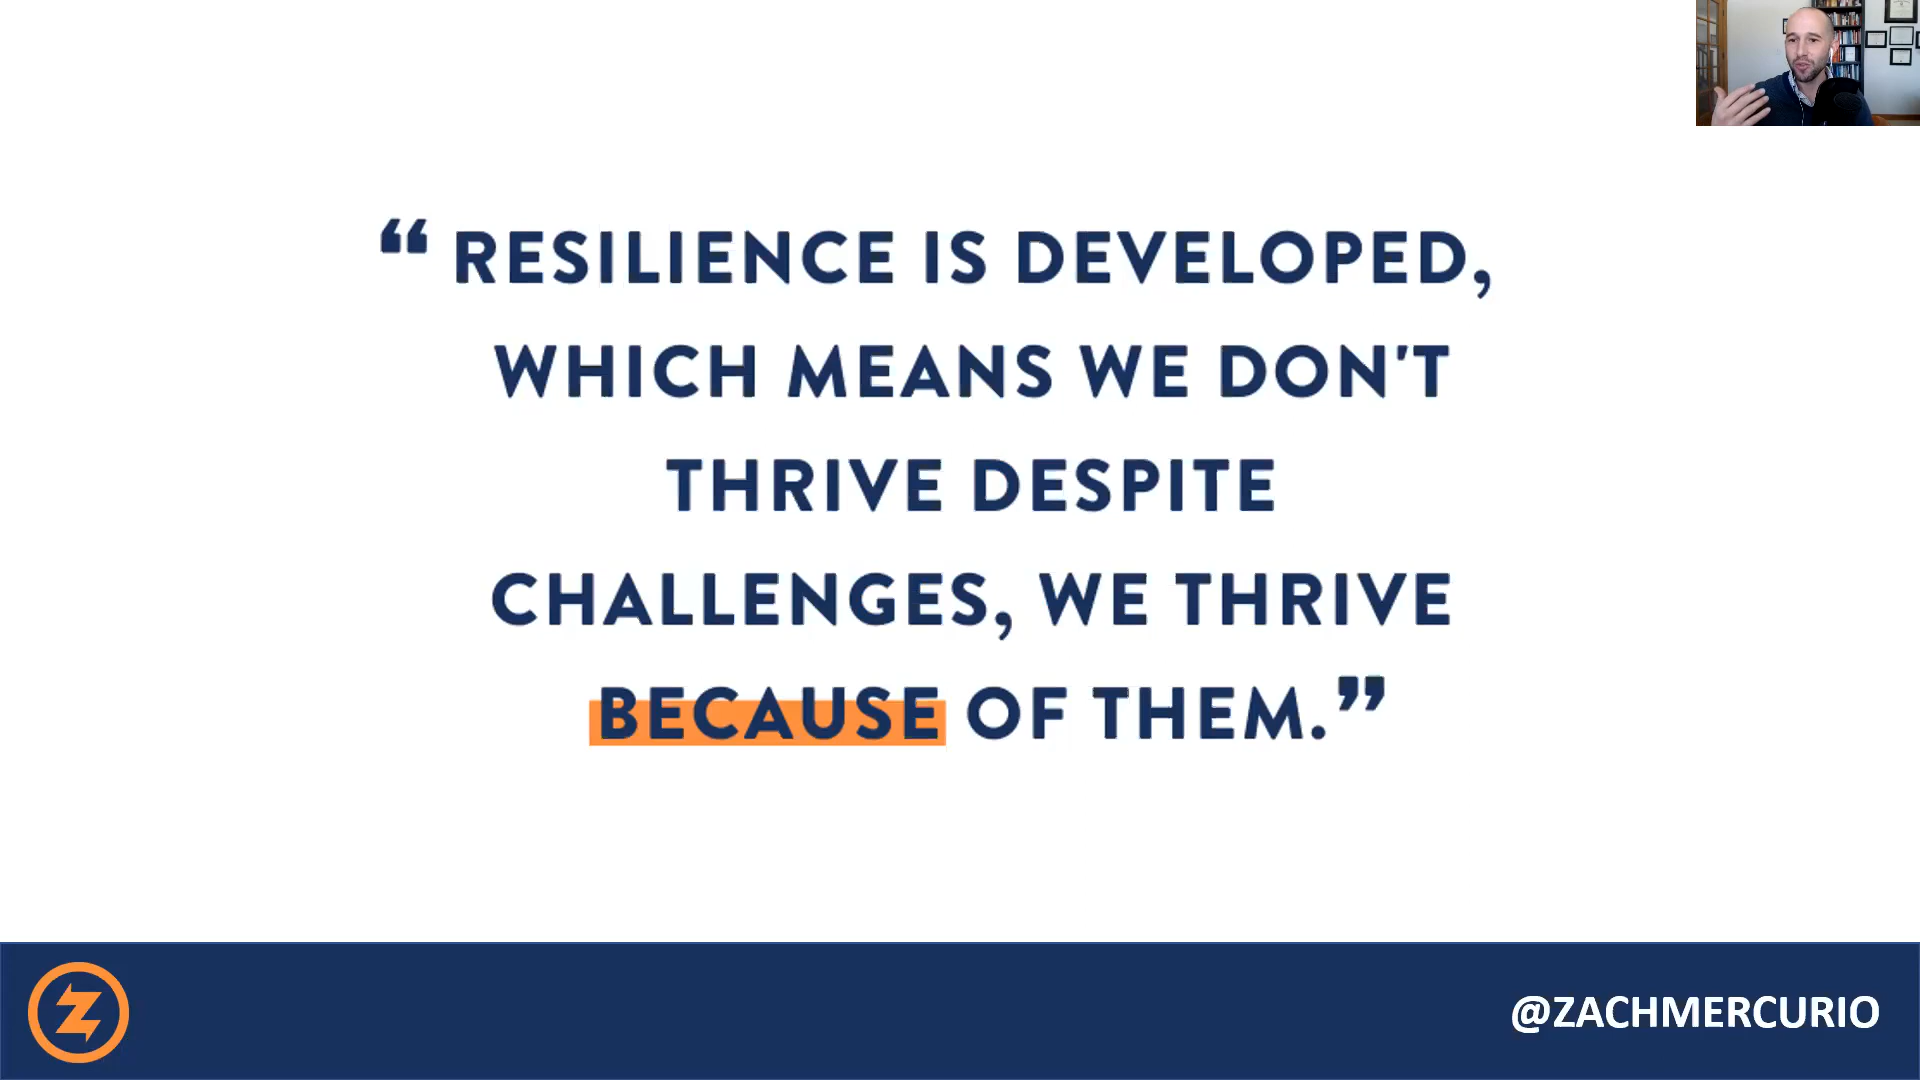 “ RESILIENCE IS DEVELOPED,
WHICH MEANS WE DON'T
THRIVE DESPITE
CHALLENGES, WE THRIVE
BECAUSE OF THEM.”
Z
@ZACHMERCURIO